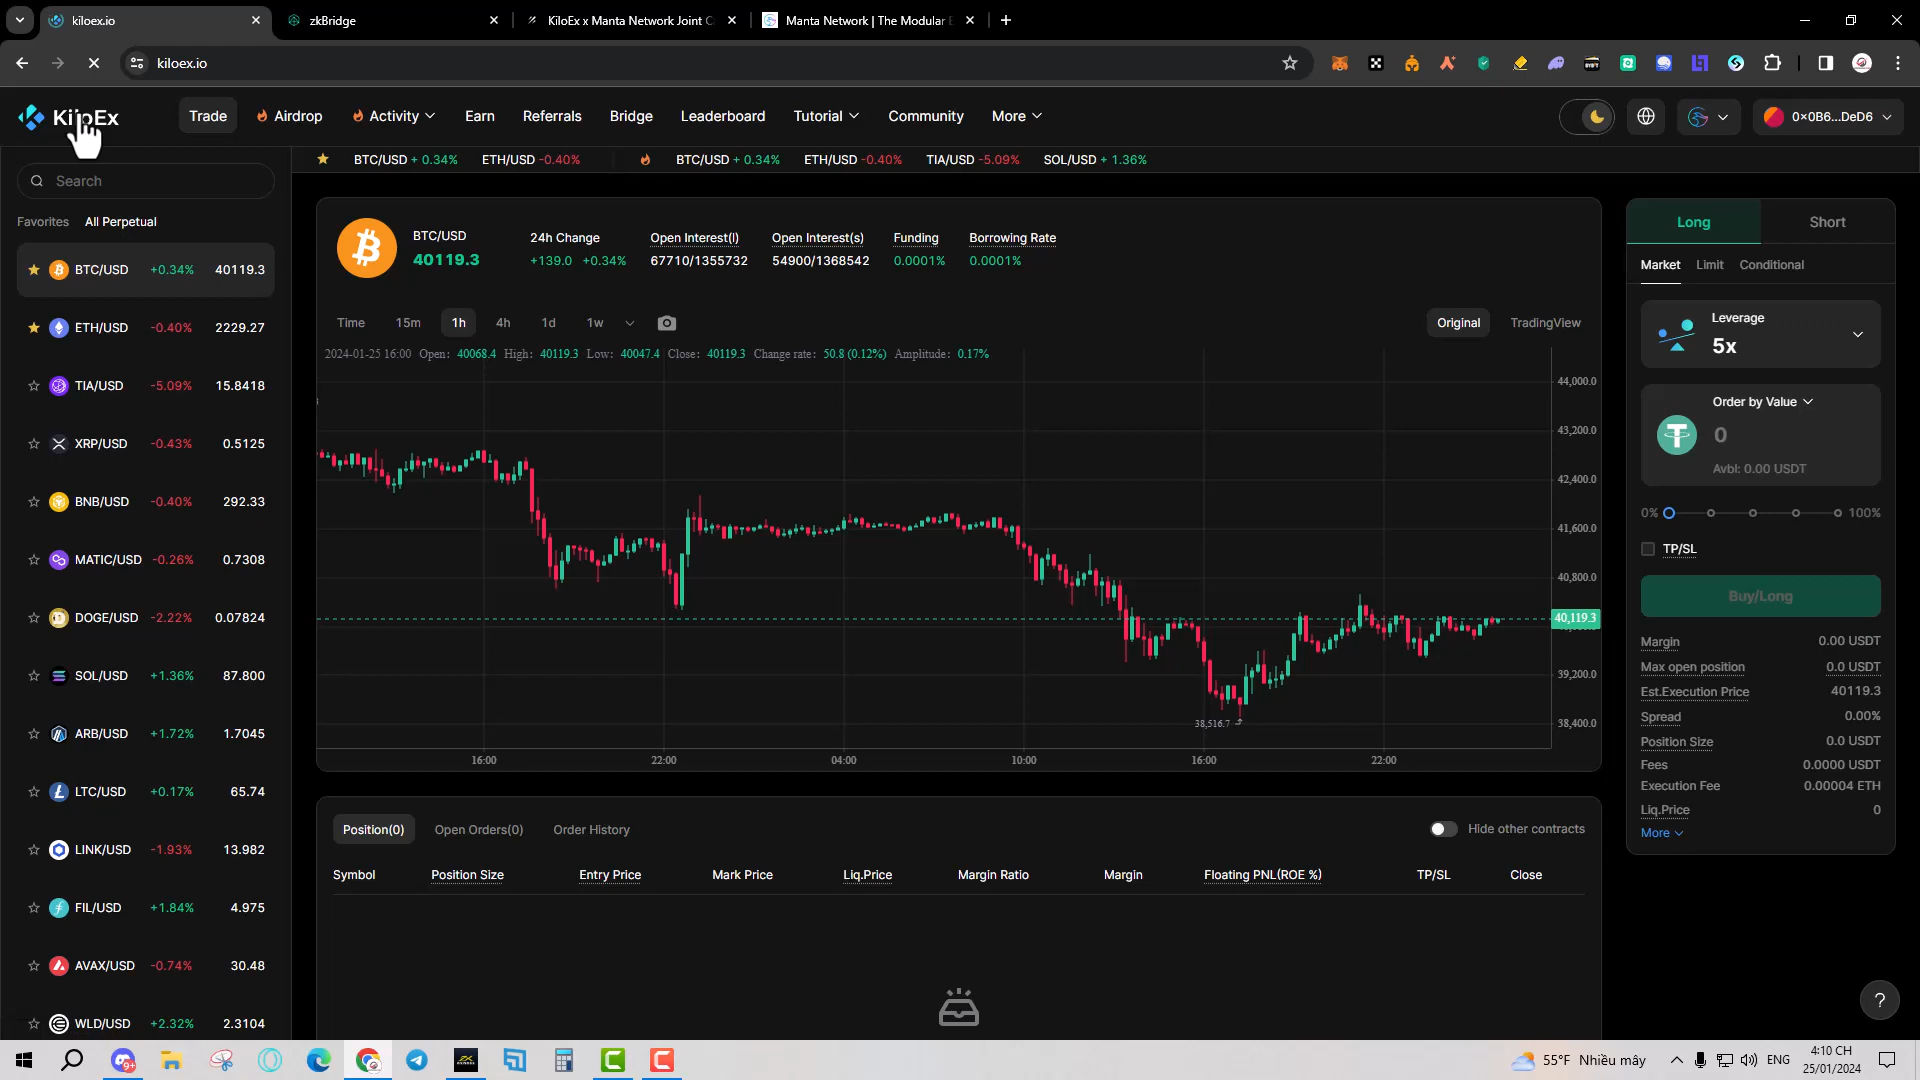 kiloex.io
zkBridge
KiloEx x Manta Network Joint C
Manta Network | The Modular E
kiloex.io
KiloEx
Trade
Airdrop
Activity
Earn
Referrals
Bridge
Leaderboard
Tutorial
Community
More
0×0B6...DeD6
BTC/USD + 0.34%
ETH/USD -0.40%
BTC/USD + 0.34%
ETH/USD -0.40%
TIA/USD -5.09%
SOL/USD + 1.36%
Search
Favorites
All Perpetual
BTC/USD +0.34% 40119.3
ETH/USD -0.40% 2229.27
TIA/USD -5.09% 15.8418
XRP/USD -0.43% 0.5125
BNB/USD -0.40% 292.33
MATIC/USD -0.26% 0.7308
DOGE/USD -2.22% 0.07824
SOL/USD +1.36% 87.800
ARB/USD +1.72% 1.7045
LTC/USD +0.17% 65.74
LINK/USD -1.93% 13.982
FIL/USD +1.84% 4.975
AVAX/USD -0.74% 30.48
WLD/USD +2.32% 2.3104
BTC/USD
40119.3
24h Change
+139.0 +0.34%
Open Interest(l)
67710/1355732
Open Interest(s)
54900/1368542
Funding
0.0001%
Borrowing Rate
0.0001%
Time 15m 1h 4h 1d 1w
Original
TradingView
2024-01-25 16:00 Open: 40068.4 High: 40119.3 Low: 40047.4 Close: 40119.3 Change rate: 50.8 (0.12%) Amplitude: 0.17%
44,000.0
43,200.0
42,400.0
41,600.0
40,800.0
40,119.3
39,200.0
38,400.0
38,516.7
16:00 22:00 04:00 10:00 16:00 22:00
Position(0)
Open Orders(0)
Order History
Hide other contracts
Symbol
Position Size
Entry Price
Mark Price
Liq.Price
Margin Ratio
Margin
Floating PNL(ROE %)
TP/SL
Close
Long
Short
Market
Limit
Conditional
Leverage
5x
Order by Value
0
Avbl: 0.00 USDT
0% 100%
TP/SL
Buy/Long
Margin 0.00 USDT
Max open position 0.0 USDT
Est.Execution Price 40119.3
Spread 0.00%
Position Size 0.0 USDT
Fees 0.0000 USDT
Execution Fee 0.00004 ETH
Liq.Price 0
More
?
55°F Nhiều mây
ENG
4:10 CH
25/01/2024